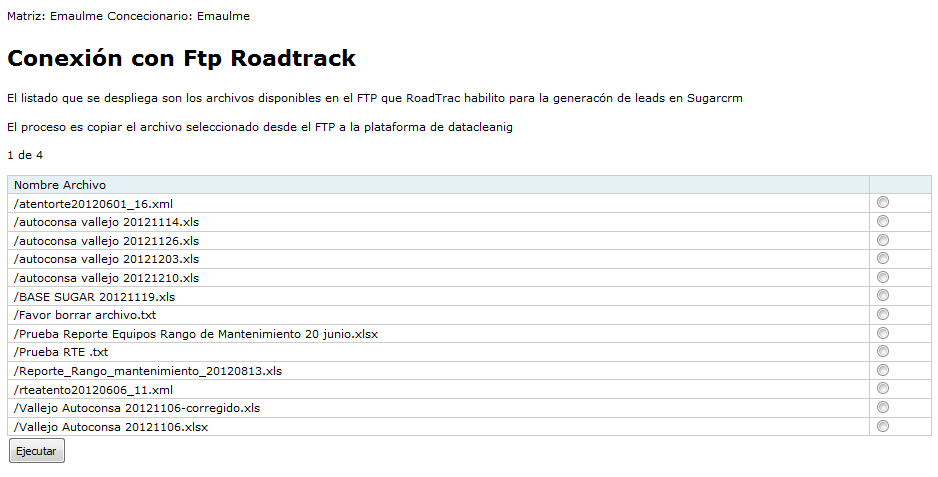 Matriz: Emaulme Concecionario: Emaulme
Conexión con Ftp Roadtrack
El listado que se despliega son los archivos disponibles en el FTP que RoadTrac habilito para la generacón de leads en Sugarcrm
El proceso es copiar el archivo seleccionado desde el FTP a la plataforma de datacleanig
1 de 4
Nombre Archivo
/atentorte20120601_16.xml
/autoconsa vallejo 20121114.xls
/autoconsa vallejo 20121126.xls
/autoconsa vallejo 20121203.xls
/autoconsa vallejo 20121210.xls
/BASE SUGAR 20121119.xls
/Favor borrar archivo.txt
/Prueba Reporte Equipos Rango de Mantenimiento 20 junio.xlsx
/Prueba RTE .txt
/Reporte_Rango_mantenimiento_20120813.xls
/rteatento20120606_11.xml
/Vallejo Autoconsa 20121106-corregido.xls
/Vallejo Autoconsa 20121106.xlsx
Ejecutar